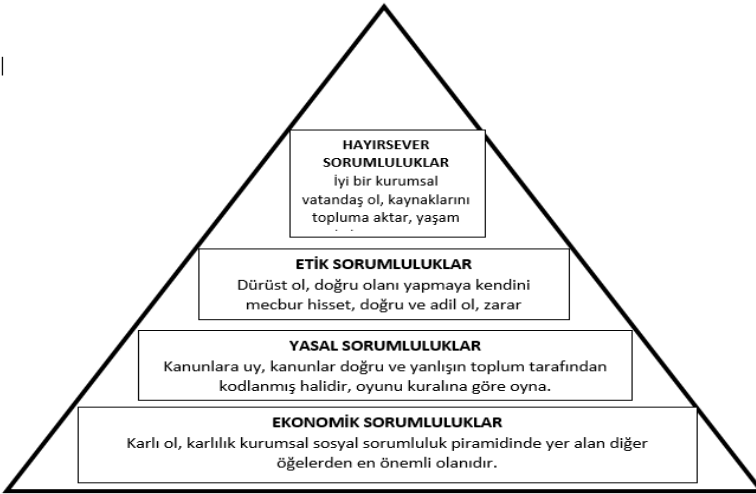 HAYIRSEVER
SORUMLULUKLAR
İyi bir kurumsal
vatandaş ol, kaynaklarını
topluma aktar, yaşam
ETİK SORUMLULUKLAR
Dürüst ol, doğru olanı yapmaya kendini
mecbur hisset, doğru ve adil ol, zarar
YASAL SORUMLULUKLAR
Kanunlara uy, kanunlar doğru ve yanlışın toplum tarafından
kodlanmış halidir, oyunu kuralına göre oyna.
EKONOMİK SORUMLULUKLAR
Karlı ol, karlılık kurumsal sosyal sorumluluk piramidinde yer alan diğer
öğelerden en önemli olanıdır.